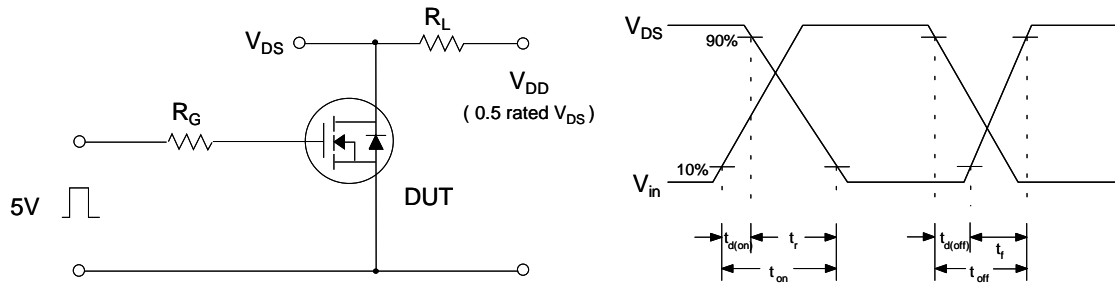 V_DS
R_L
V_DD
( 0.5 rated V_DS)
R_G
DUT
5V
V_DS
90%
10%
V_in
t_d(on)
t_r
t_d(off)
t_f
t_on
t_off